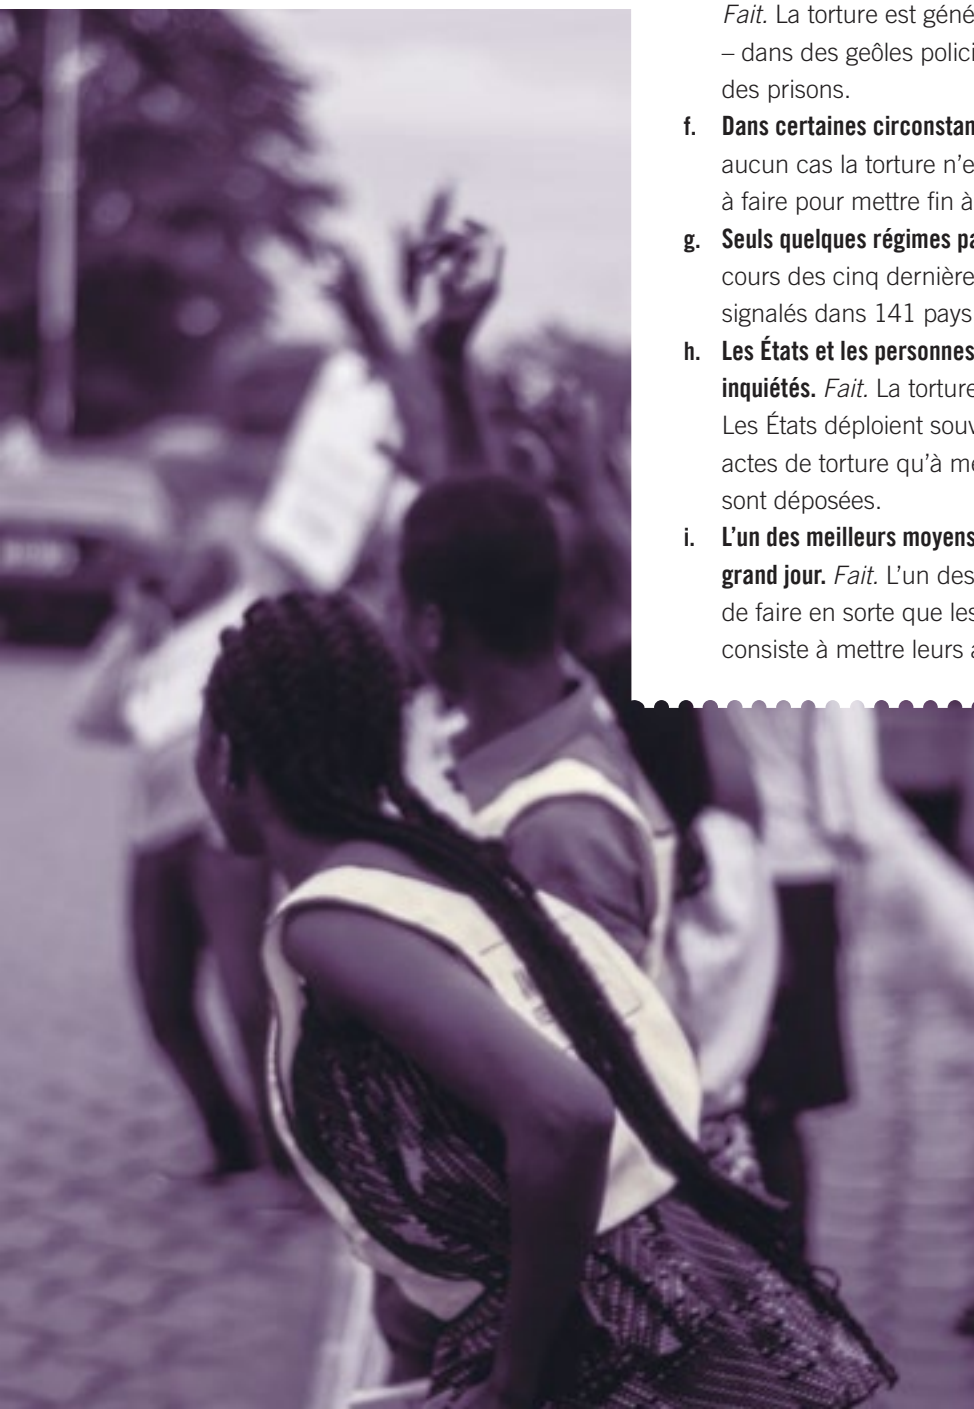 Fait. La torture est géné
– dans des geôles polici
des prisons.
f. Dans certaines circonstan
aucun cas la torture n'e
à faire pour mettre fin à
g. Seuls quelques régimes pa
cours des cinq dernière
signalés dans 141 pays
h. Les États et les personnes
inquiétés. Fait. La torture
Les États déploient souv
actes de torture qu'à me
sont déposées.
i. L'un des meilleurs moyens
grand jour. Fait. L'un des
de faire en sorte que les
consiste à mettre leurs a